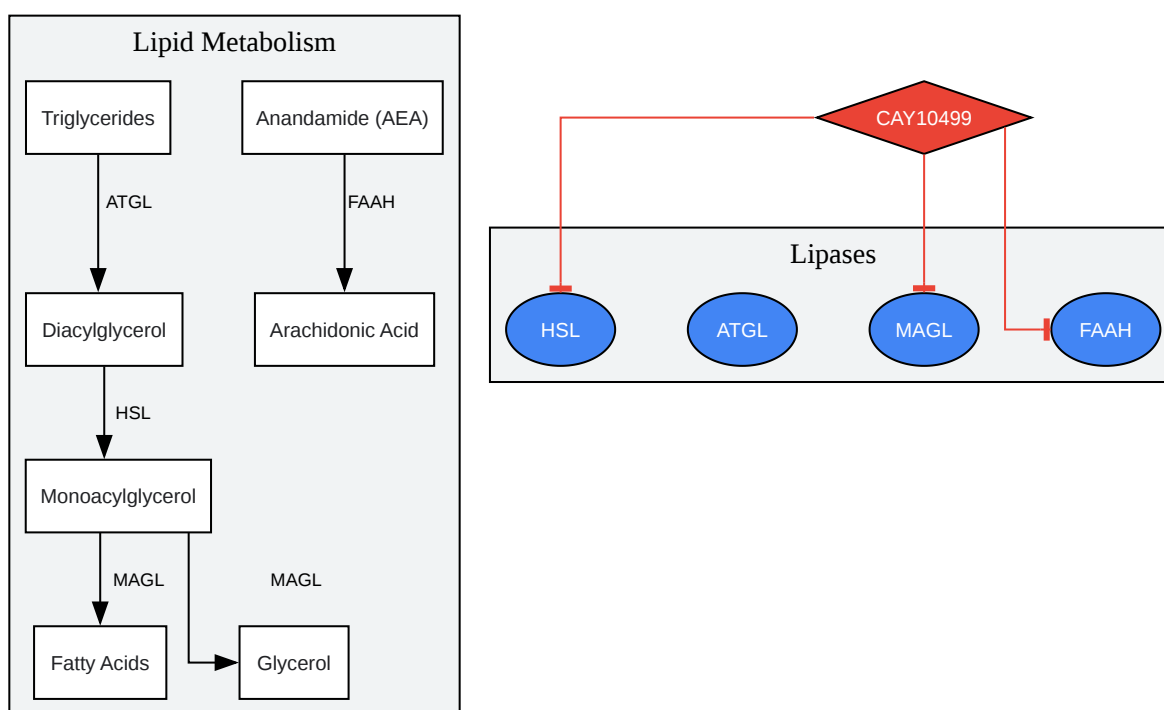 Lipid Metabolism
Triglycerides
Anandamide (AEA)
ATGL
FAAH
Diacylglycerol
Arachidonic Acid
HSL
Monoacylglycerol
MAGL
MAGL
Fatty Acids
Glycerol
CAY10499
Lipases
HSL
ATGL
MAGL
FAAH